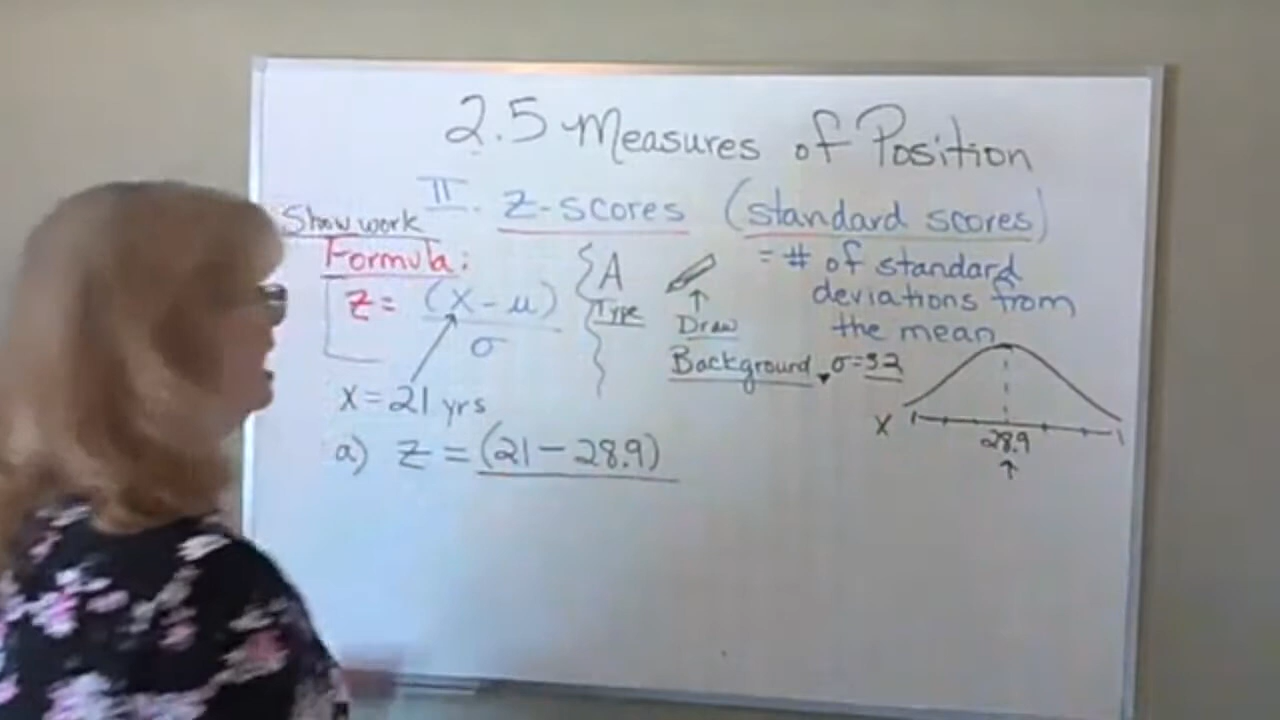 2.5 Measures of Position
II. z-scores (standard scores)
Show work
= # of standard
deviations from
the mean
Formula:
z = (x - μ)
σ
A
Type
Draw
Background
σ=3.2
x = 21 yrs
a) z = (21 - 28.9)
X
28.9